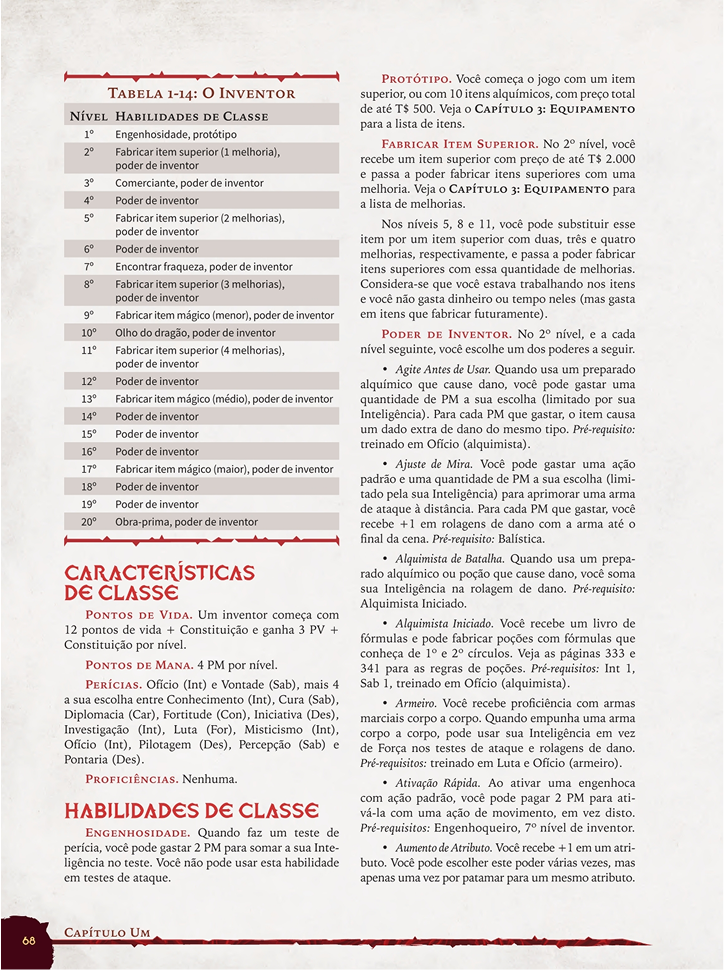 Tabela 1-14: O Inventor
Nível Habilidades de Classe
1º Engenhosidade, protótipo
2º Fabricar item superior (1 melhoria),
poder de inventor
3º Comerciante, poder de inventor
4º Poder de inventor
5º Fabricar item superior (2 melhorias),
poder de inventor
6º Poder de inventor
7º Encontrar fraqueza, poder de inventor
8º Fabricar item superior (3 melhorias),
poder de inventor
9º Fabricar item mágico (menor), poder de inventor
10º Olho do dragão, poder de inventor
11º Fabricar item superior (4 melhorias),
poder de inventor
12º Poder de inventor
13º Fabricar item mágico (médio), poder de inventor
14º Poder de inventor
15º Poder de inventor
16º Poder de inventor
17º Fabricar item mágico (maior), poder de inventor
18º Poder de inventor
19º Poder de inventor
20º Obra-prima, poder de inventor
Características
de Classe
Pontos de Vida. Um inventor começa com
12 pontos de vida + Constituição e ganha 3 PV +
Constituição por nível.
Pontos de Mana. 4 PM por nível.
Perícias. Ofício (Int) e Vontade (Sab), mais 4
a sua escolha entre Conhecimento (Int), Cura (Sab),
Diplomacia (Car), Fortitude (Con), Iniciativa (Des),
Investigação (Int), Luta (For), Misticismo (Int),
Ofício (Int), Pilotagem (Des), Percepção (Sab) e
Pontaria (Des).
Proficiências. Nenhuma.
Habilidades de Classe
Engenhosidade. Quando faz um teste de
perícia, você pode gastar 2 PM para somar a sua Inte-
ligência no teste. Você não pode usar esta habilidade
em testes de ataque.
Protótipo. Você começa o jogo com um item
superior, ou com 10 itens alquímicos, com preço total
de até T$ 500. Veja o Capítulo 3: Equipamento
para a lista de itens.
Fabricar Item Superior. No 2º nível, você
recebe um item superior com preço de até T$ 2.000
e passa a poder fabricar itens superiores com uma
melhoria. Veja o Capítulo 3: Equipamento para
a lista de melhorias.
Nos níveis 5, 8 e 11, você pode substituir esse
item por um item superior com duas, três e quatro
melhorias, respectivamente, e passa a poder fabricar
itens superiores com essa quantidade de melhorias.
Considera-se que você estava trabalhando nos itens
e você não gasta dinheiro ou tempo neles (mas gasta
em itens que fabricar futuramente).
Poder de Inventor. No 2º nível, e a cada
nível seguinte, você escolhe um dos poderes a seguir.
• Agite Antes de Usar. Quando usa um preparado
alquímico que cause dano, você pode gastar uma
quantidade de PM a sua escolha (limitado por sua
Inteligência). Para cada PM que gastar, o item causa
um dado extra de dano do mesmo tipo. Pré-requisito:
treinado em Ofício (alquimista).
• Ajuste de Mira. Você pode gastar uma ação
padrão e uma quantidade de PM a sua escolha (limi-
tado pela sua Inteligência) para aprimorar uma arma
de ataque à distância. Para cada PM que gastar, você
recebe +1 em rolagens de dano com a arma até o
final da cena. Pré-requisito: Balística.
• Alquimista de Batalha. Quando usa um prepa-
rado alquímico ou poção que cause dano, você soma
sua Inteligência na rolagem de dano. Pré-requisito:
Alquimista Iniciado.
• Alquimista Iniciado. Você recebe um livro de
fórmulas e pode fabricar poções com fórmulas que
conheça de 1º e 2º círculos. Veja as páginas 333 e
341 para as regras de poções. Pré-requisitos: Int 1,
Sab 1, treinado em Ofício (alquimista).
• Armeiro. Você recebe proficiência com armas
marciais corpo a corpo. Quando empunha uma arma
corpo a corpo, pode usar sua Inteligência em vez
de Força nos testes de ataque e rolagens de dano.
Pré-requisitos: treinado em Luta e Ofício (armeiro).
• Ativação Rápida. Ao ativar uma engenhoca
com ação padrão, você pode pagar 2 PM para ati-
vá-la com uma ação de movimento, em vez disto.
Pré-requisitos: Engenhoqueiro, 7º nível de inventor.
• Aumento de Atributo. Você recebe +1 em um atri-
buto. Você pode escolher este poder várias vezes, mas
apenas uma vez por patamar para um mesmo atributo.
68
Capítulo Um